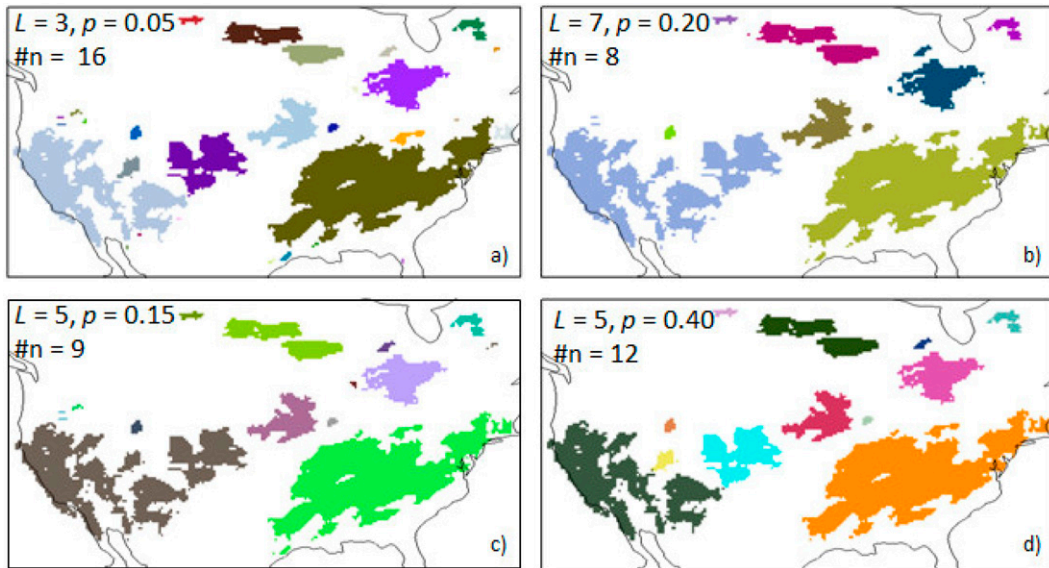 L = 3, p = 0.05
#n = 16
a)
L = 7, p = 0.20
#n = 8
b)
L = 5, p = 0.15
#n = 9
c)
L = 5, p = 0.40
#n = 12
d)